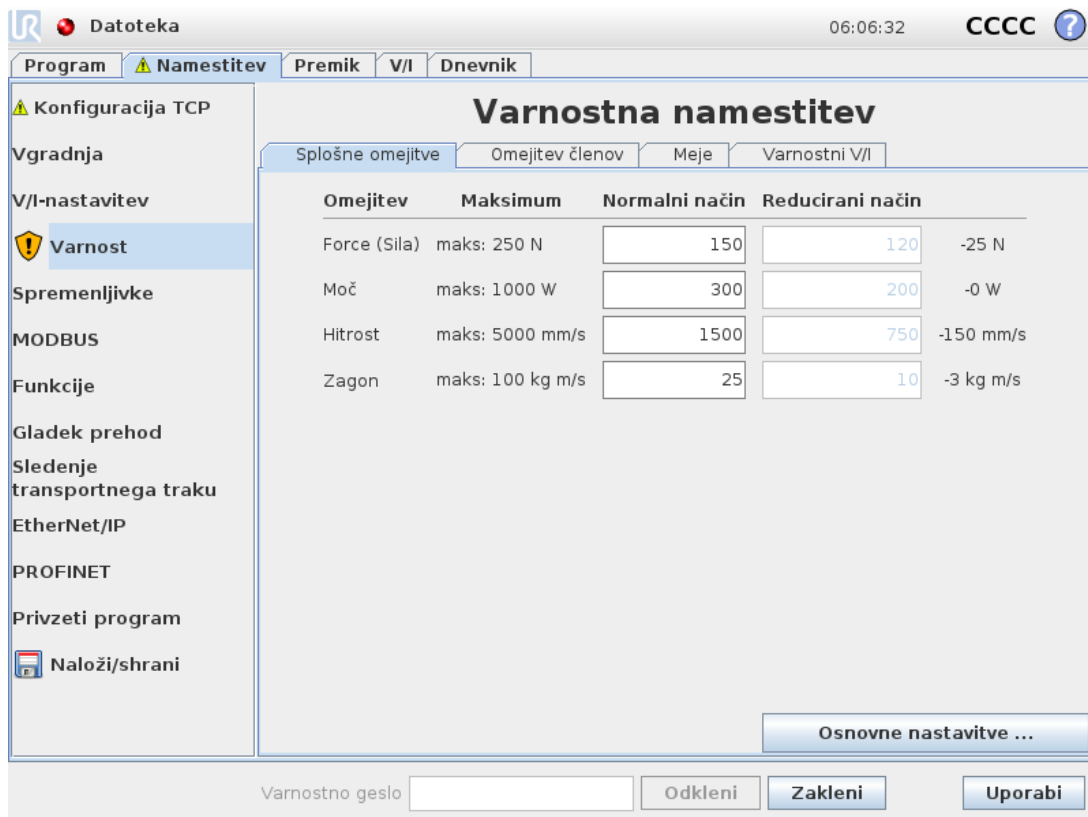 UR
Datoteka
06:06:32
CCCC
?
Program
Namestitev
Premik
V/I
Dnevnik
Konfiguracija TCP
Vgradnja
V/I-nastavitev
Varnost
Spremenljivke
MODBUS
Funkcije
Gladek prehod
Sledenje
transportnega traku
EtherNet/IP
PROFINET
Privzeti program
Naloži/shrani
Varnostna namestitev
Splošne omejitve
Omejitev členov
Meje
Varnostni V/I
Omejitev Maksimum Normalni način Reducirani način
Force (Sila) maks: 250 N 150 120 -25 N
Moč maks: 1000 W 300 200 -0 W
Hitrost maks: 5000 mm/s 1500 750 -150 mm/s
Zagon maks: 100 kg m/s 25 10 -3 kg m/s
Osnovne nastavitve ...
Varnostno geslo
Odkleni
Zakleni
Uporabi